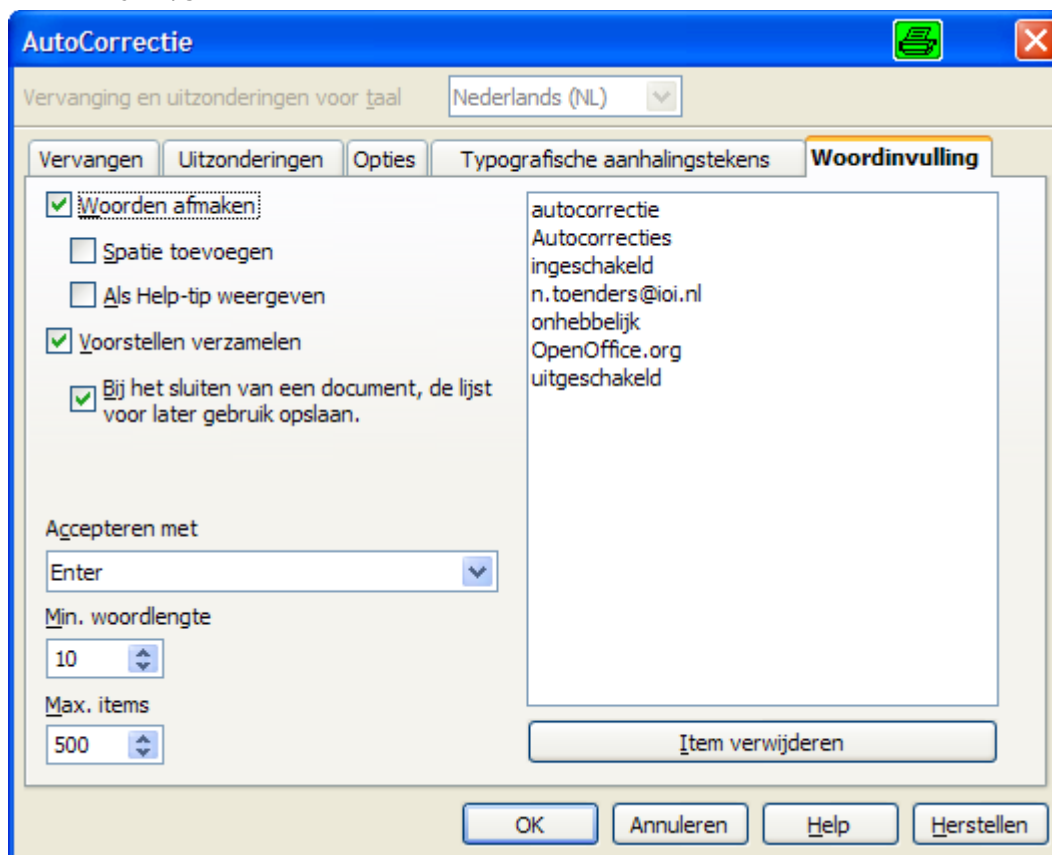 AutoCorrectie
Vervanging en uitzonderingen voor taal
Nederlands (NL)
Vervangen
Uitzonderingen
Opties
Typografische aanhalingstekens
Woordinvulling
Woorden afmaken
Spatie toevoegen
Als Help-tip weergeven
Voorstellen verzamelen
Bij het sluiten van een document, de lijst
voor later gebruik opslaan.
Accepteren met
Enter
Min. woordlengte
10
Max. items
500
autocorrectie
Autocorrecties
ingeschakeld
n.toenders@ioi.nl
onhebbelijk
OpenOffice.org
uitgeschakeld
Item verwijderen
OK
Annuleren
Help
Herstellen